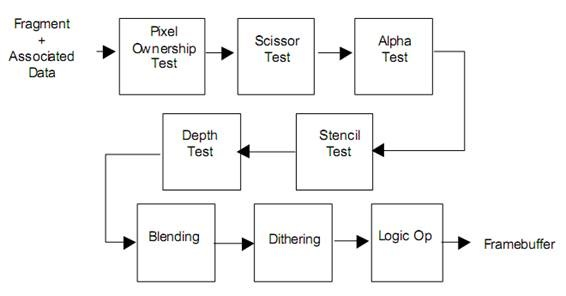 Fragment
+
Associated
Data
Pixel
Ownership
Test
Scissor
Test
Alpha
Test
Stencil
Test
Depth
Test
Blending
Dithering
Logic Op
Framebuffer